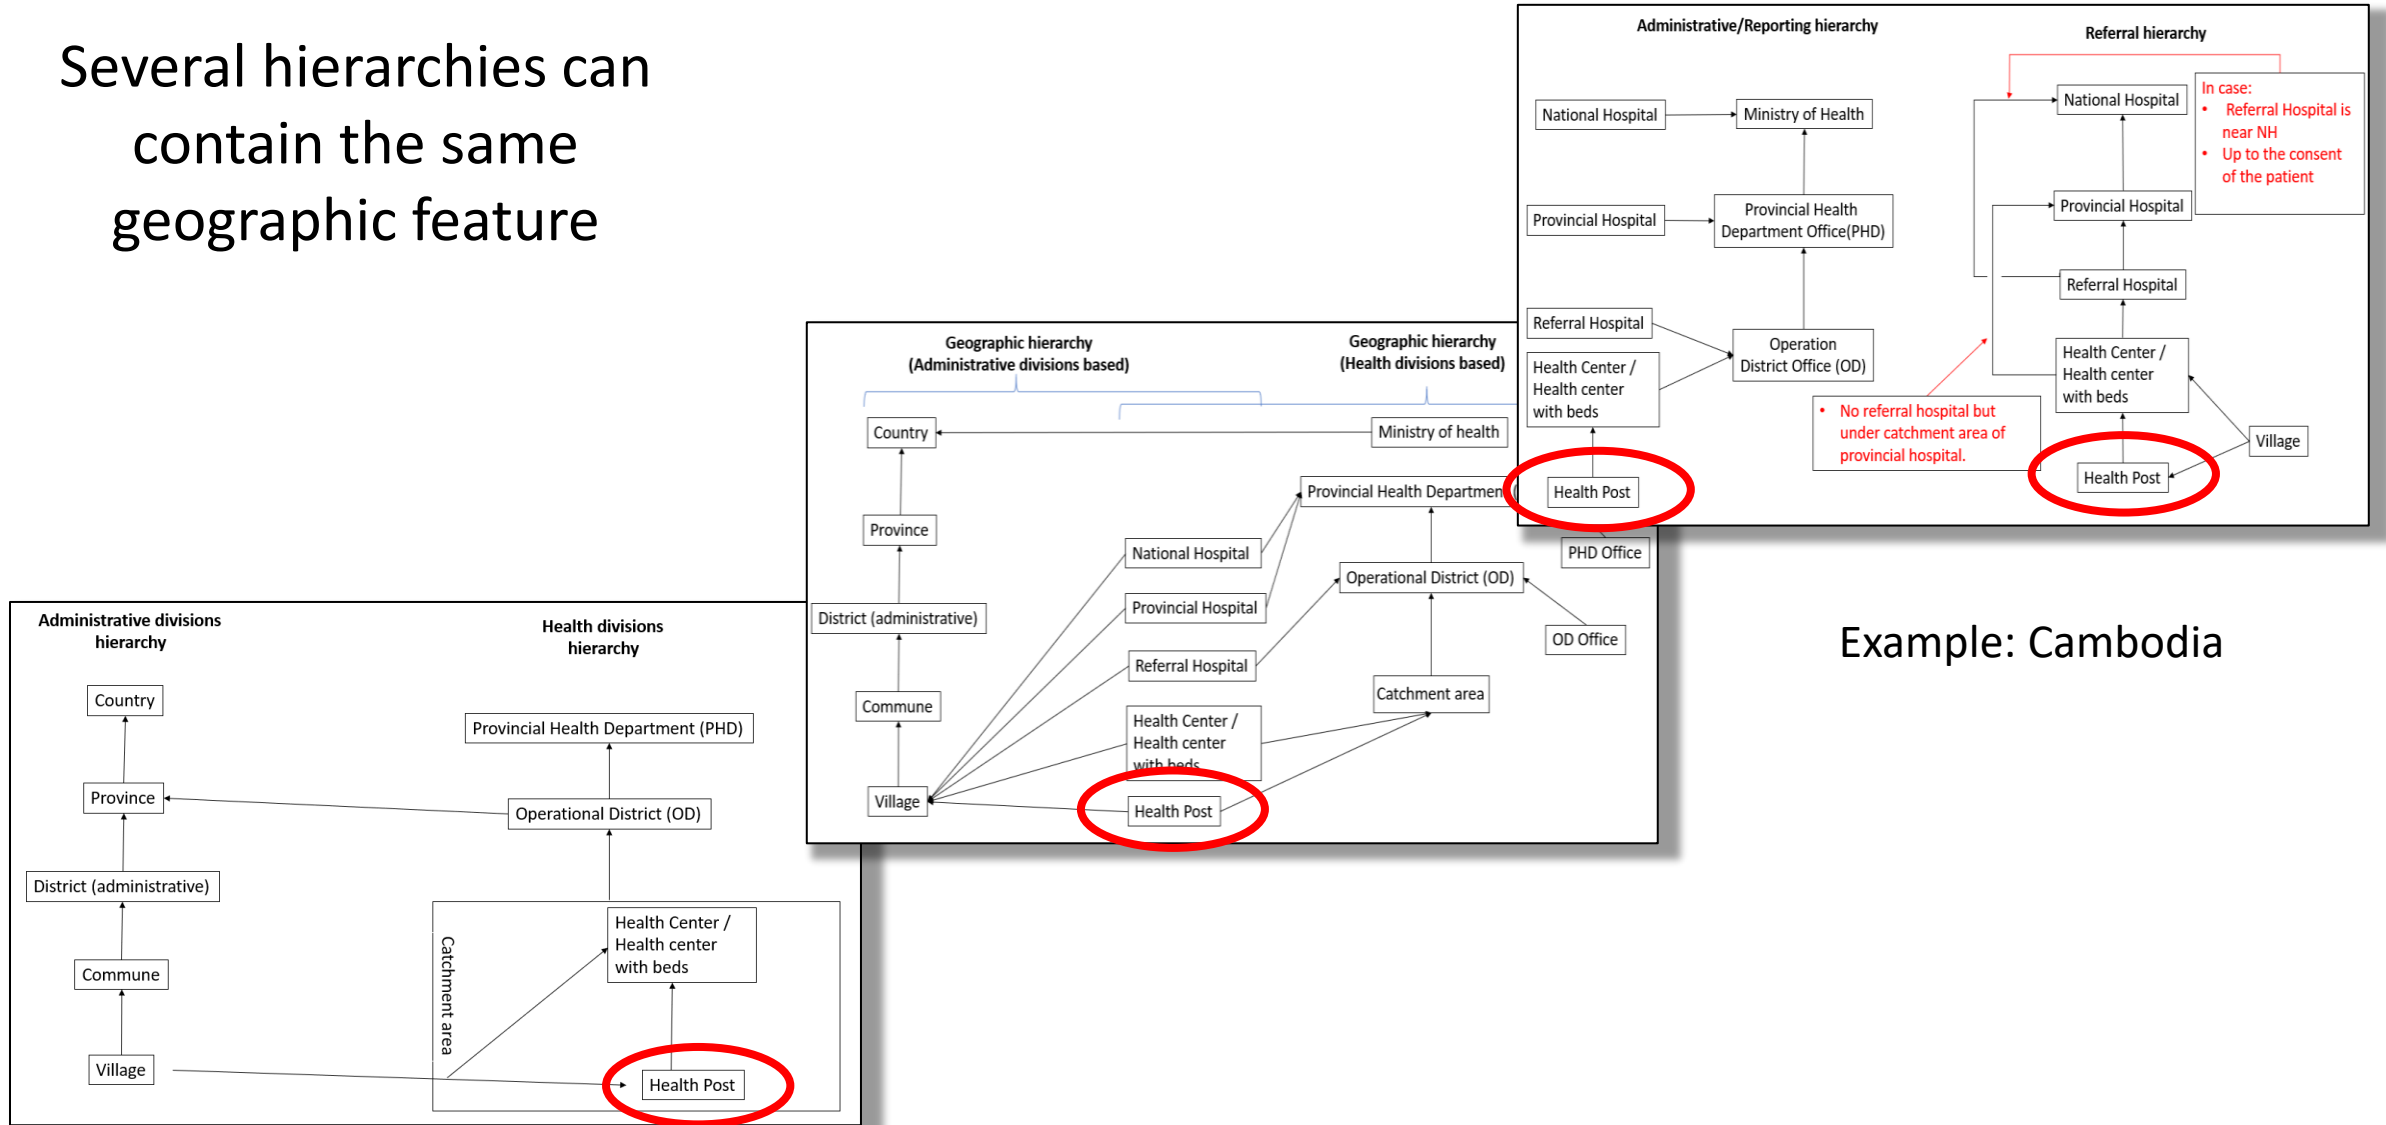 Several hierarchies can
contain the same
geographic feature
Administrative/Reporting hierarchy
Referral hierarchy
National Hospital
Ministry of Health
Provincial Hospital
Provincial Health
Department Office(PHD)
Referral Hospital
Operation
District Office (OD)
Health Center /
Health center
with beds
Health Post
National Hospital
In case:
• Referral Hospital is
near NH
• Up to the consent
of the patient
Provincial Hospital
Referral Hospital
Health Center /
Health center
with beds
• No referral hospital but
under catchment area of
provincial hospital.
Village
Health Post
Geographic hierarchy
(Administrative divisions based)
Geographic hierarchy
(Health divisions based)
Country
Ministry of health
Province
Provincial Health Department (
National Hospital
PHD Office
Operational District (OD)
District (administrative)
Provincial Hospital
OD Office
Referral Hospital
Commune
Catchment area
Health Center /
Health center
with beds
Village
Health Post
Example: Cambodia
Administrative divisions
hierarchy
Health divisions
hierarchy
Country
Provincial Health Department (PHD)
Province
Operational District (OD)
District (administrative)
Health Center /
Health center
with beds
Catchment area
Commune
Village
Health Post